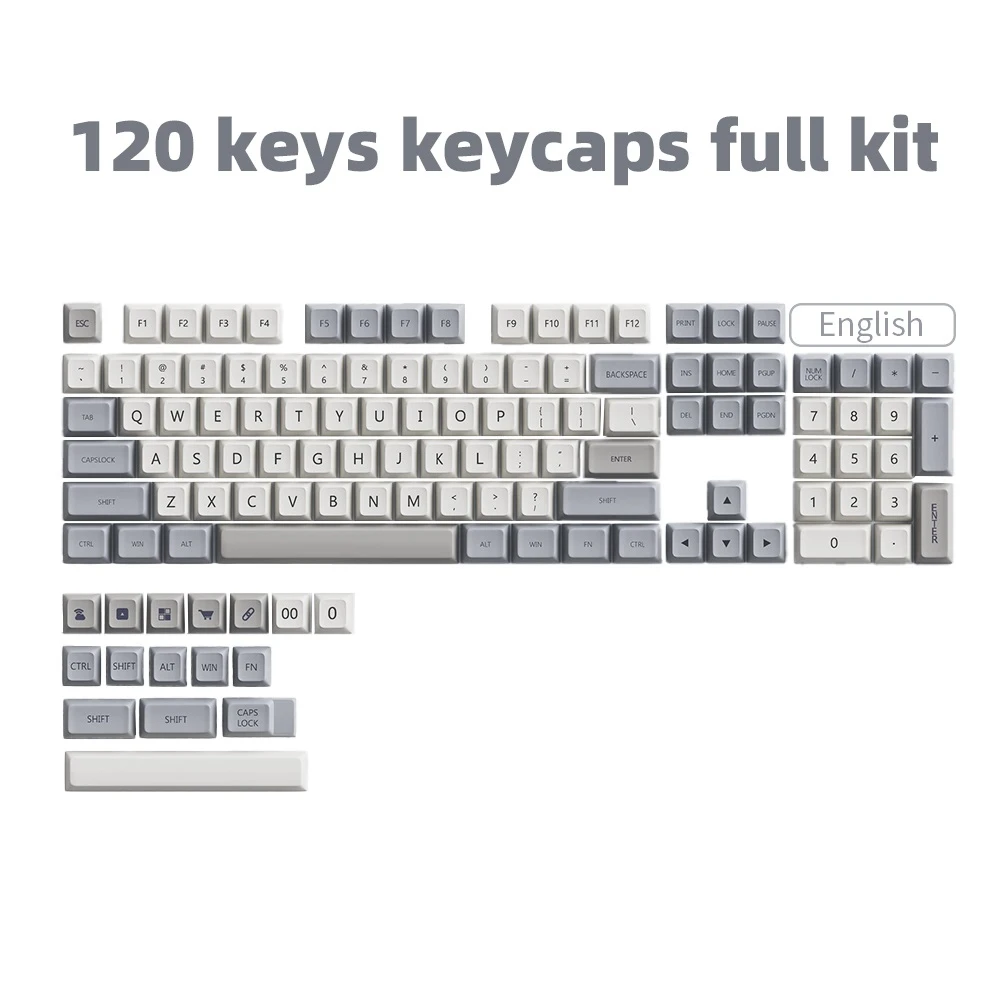 120 keys keycaps full kit
ESC F1 F2 F3 F4 F5 F6 F7 F8 F9 F10 F11 F12 PRINT LOCK PAUSE English
~ ! @ # $ % ^ & * ( ) _ +
` 1 2 3 4 5 6 7 8 9 0 - = BACKSPACE INS HOME PGUP NUM LOCK / * −
TAB Q W E R T Y U I O P { [ } ] | \ DEL END PGDN 7 8 9 +
CAPSLOCK A S D F G H J K L : ; " ' ENTER 4 5 6
SHIFT Z X C V B N M < , > . ? / SHIFT ▲ 1 2 3 ENTER
CTRL WIN ALT ALT WIN FN CTRL ◀ ▼ ▶ 0 .
00 0
CTRL SHIFT ALT WIN FN
SHIFT SHIFT CAPS LOCK